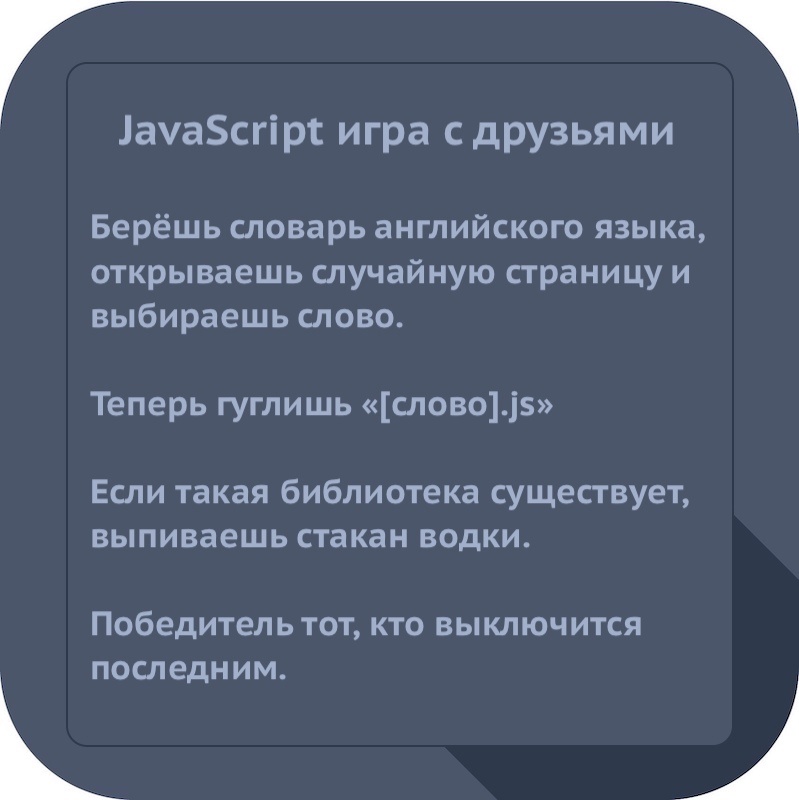 JavaScript игра с друзьями
Берёшь словарь английского языка,
открываешь случайную страницу и
выбираешь слово.
Теперь гуглишь «[слово].js»
Если такая библиотека существует,
выпиваешь стакан водки.
Победитель тот, кто выключится
последним.